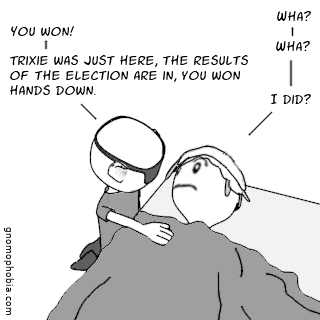 YOU WON!
TRIXIE WAS JUST HERE, THE RESULTS
OF THE ELECTION ARE IN, YOU WON
HANDS DOWN.
WHA?
WHA?
I DID?
gnomophobia.com